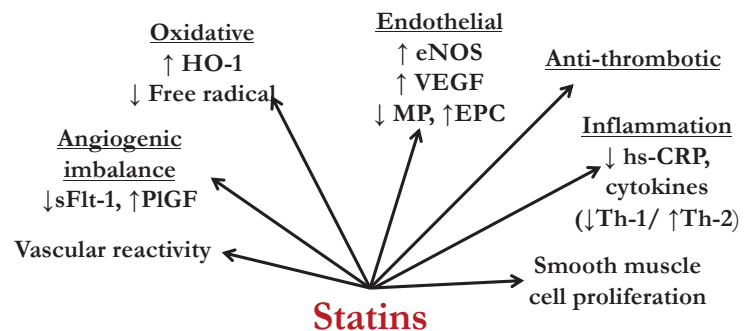 Oxidative
↑ HO-1
↓ Free radical
Endothelial
↑ eNOS
↑ VEGF
↓ MP, ↑EPC
Anti-thrombotic
Angiogenic
imbalance
↓sFlt-1, ↑PlGF
Inflammation
↓ hs-CRP,
cytokines
(↓Th-1/ ↑Th-2)
Vascular reactivity
Smooth muscle
cell proliferation
Statins